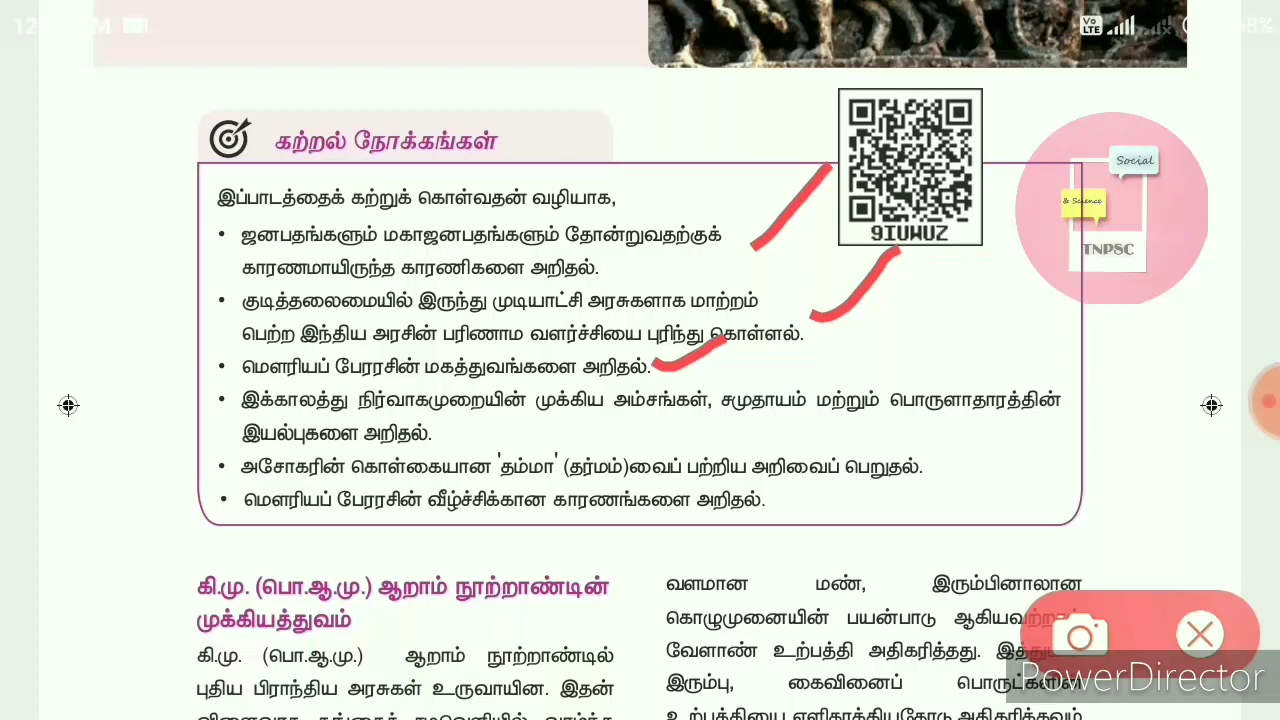 கற்றல் நோக்கங்கள்
9IUWUZ
Social
& Science
TNPSC
இப்பாடத்தைக் கற்றுக் கொள்வதன் வழியாக,
• ஜனபதங்களும் மகாஜனபதங்களும் தோன்றுவதற்குக்
காரணமாயிருந்த காரணிகளை அறிதல்.
• குடித்தலைமையில் இருந்து முடியாட்சி அரசுகளாக மாற்றம்
பெற்ற இந்திய அரசின் பரிணாம வளர்ச்சியை புரிந்து கொள்ளல்.
• மௌரியப் பேரரசின் மகத்துவங்களை அறிதல்.
• இக்காலத்து நிர்வாகமுறையின் முக்கிய அம்சங்கள், சமுதாயம் மற்றும் பொருளாதாரத்தின்
இயல்புகளை அறிதல்.
• அசோகரின் கொள்கையான 'தம்மா' (தர்மம்)வைப் பற்றிய அறிவைப் பெறுதல்.
• மௌரியப் பேரரசின் வீழ்ச்சிக்கான காரணங்களை அறிதல்.
கி.மு. (பொ.ஆ.மு.) ஆறாம் நூற்றாண்டின்
முக்கியத்துவம்
கி.மு. (பொ.ஆ.மு.) ஆறாம் நூற்றாண்டில்
புதிய பிராந்திய அரசுகள் உருவாயின. இதன்
வளமான மண், இரும்பினாலான
கொழுமுனையின் பயன்பாடு
வேளாண் உற்பத்தி அதிகரித்தது.
இரும்பு, கைவினைப்
PowerDirector